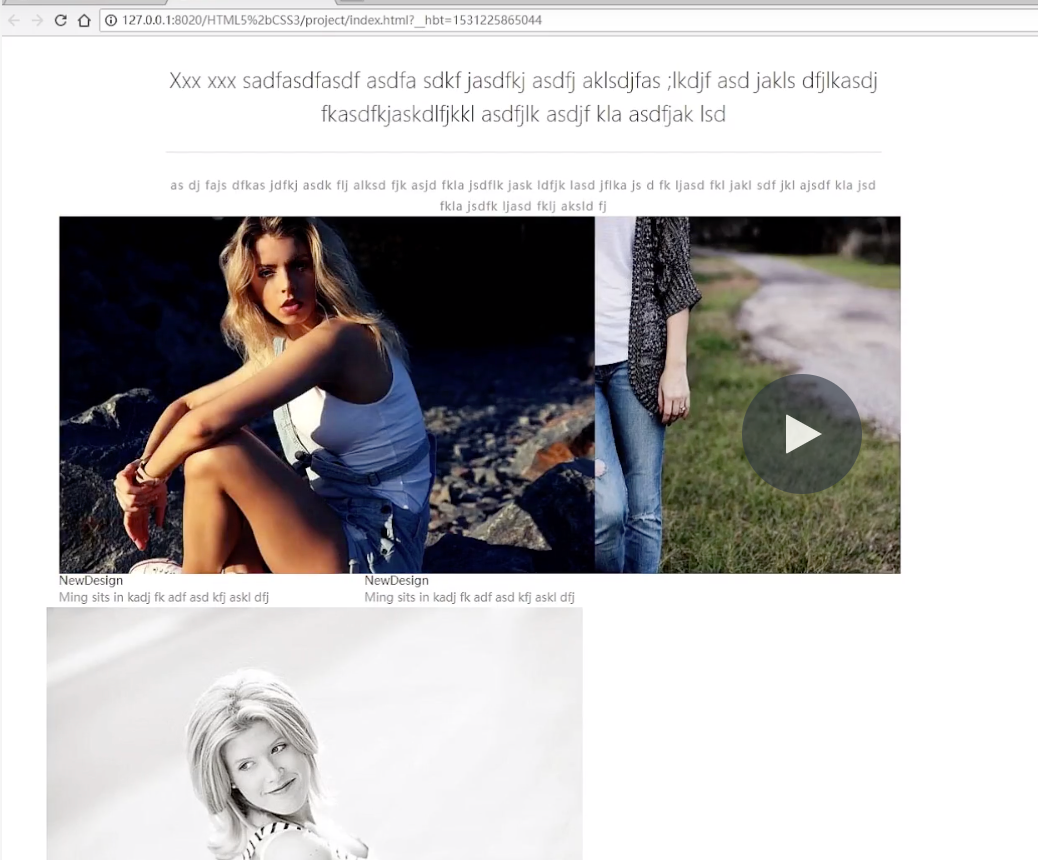 127.0.0.1:8020/HTML5%2bCSS3/project/index.html?__hbt=1531225865044
Xxx xxx sadfasdfasdf asdfa sdkf jasdfkj asdfj aklsdjfas ;lkdjf asd jakls dfjlkasdj
fkasdfkjaskdlfjkkl asdfjlk asdjf kla asdfjak lsd
as dj fajs dfkas jdfkj asdk flj alksd fjk asjd fkla jsdflk jask ldfjk lasd jflka js d fk ljasd fkl jakl sdf jkl ajsdf kla jsd
fkla jsdfk ljasd fklj aksld fj
NewDesign
Ming sits in kadj fk adf asd kfj askl dfj
NewDesign
Ming sits in kadj fk adf asd kfj askl dfj